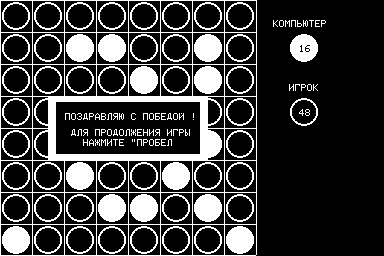 КОМПЬЮТЕР
16
ИГРОК
48
ПОЗДРАВЛЯЮ С ПОБЕДОЙ !
ДЛЯ ПРОДОЛЖЕНИЯ ИГРЫ
НАЖМИТЕ "ПРОБЕЛ